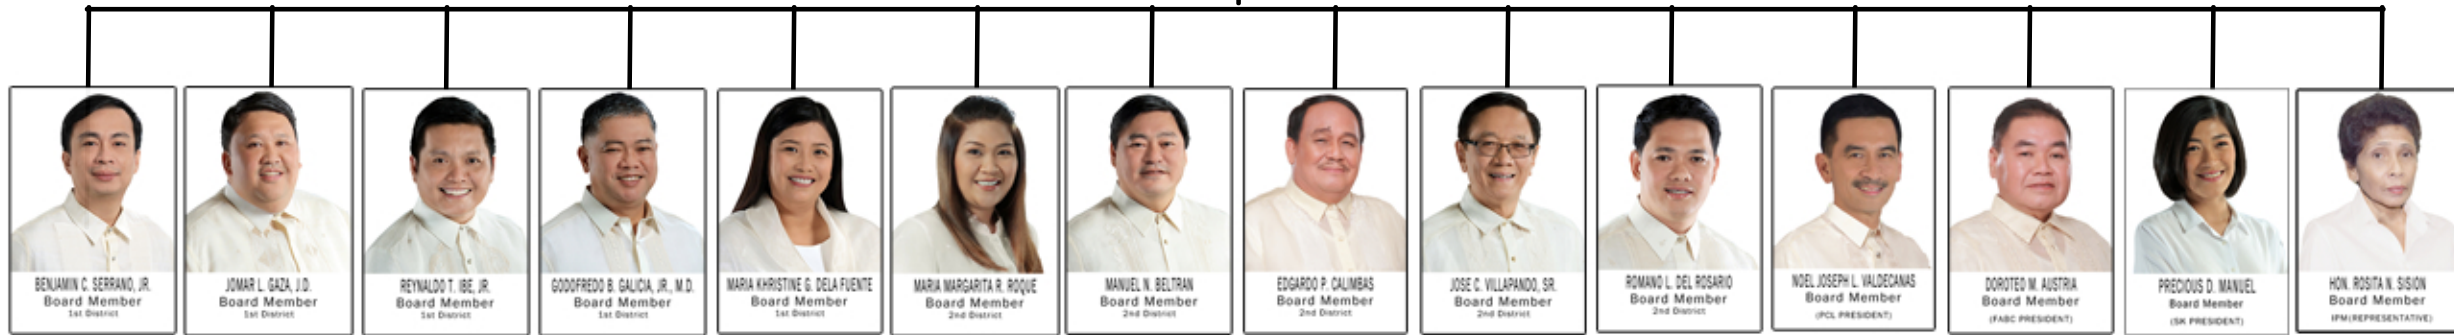 BENJAMIN C. SERRANO, JR.
Board Member
1st District
JOMAR L. GAZA, J.D.
Board Member
1st District
REYNALDO T. IBE, JR.
Board Member
1st District
GODOFREDO B. GALICIA, JR., M.D.
Board Member
1st District
MARIA KHRISTINE G. DELA FUENTE
Board Member
1st District
MARIA MARGARITA R. ROQUE
Board Member
2nd District
MANUEL N. BELTRAN
Board Member
2nd District
EDGARDO P. CALIMBAS
Board Member
2nd District
JOSE C. VILLAPANDO, SR.
Board Member
2nd District
ROMANO L. DEL ROSARIO
Board Member
2nd District
NOEL JOSEPH L. VALDECANAS
Board Member
(PCL PRESIDENT)
DOROTEO M. AUSTRIA
Board Member
(FABC PRESIDENT)
PRECIOUS D. MANUEL
Board Member
(SK PRESIDENT)
HON. ROSITA N. SISION
Board Member
IPM(REPRESENTATIVE)